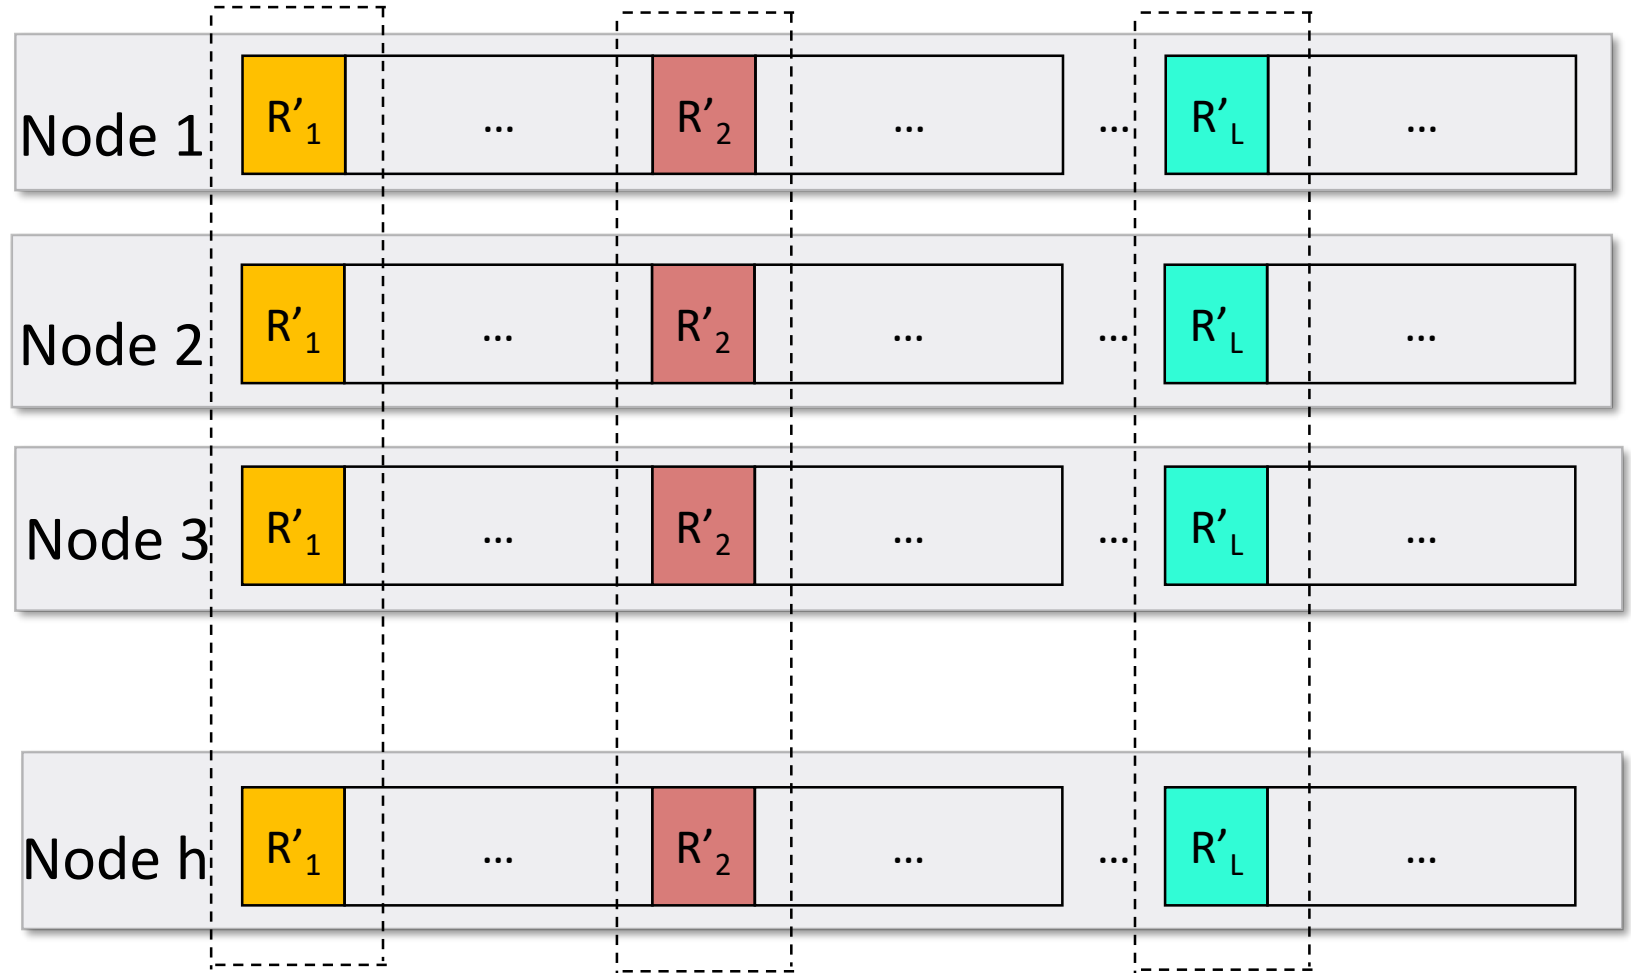 Node 1 R’1 ... R’2 ... ... R’L ...
Node 2 R’1 ... R’2 ... ... R’L ...
Node 3 R’1 ... R’2 ... ... R’L ...
Node h R’1 ... R’2 ... ... R’L ...